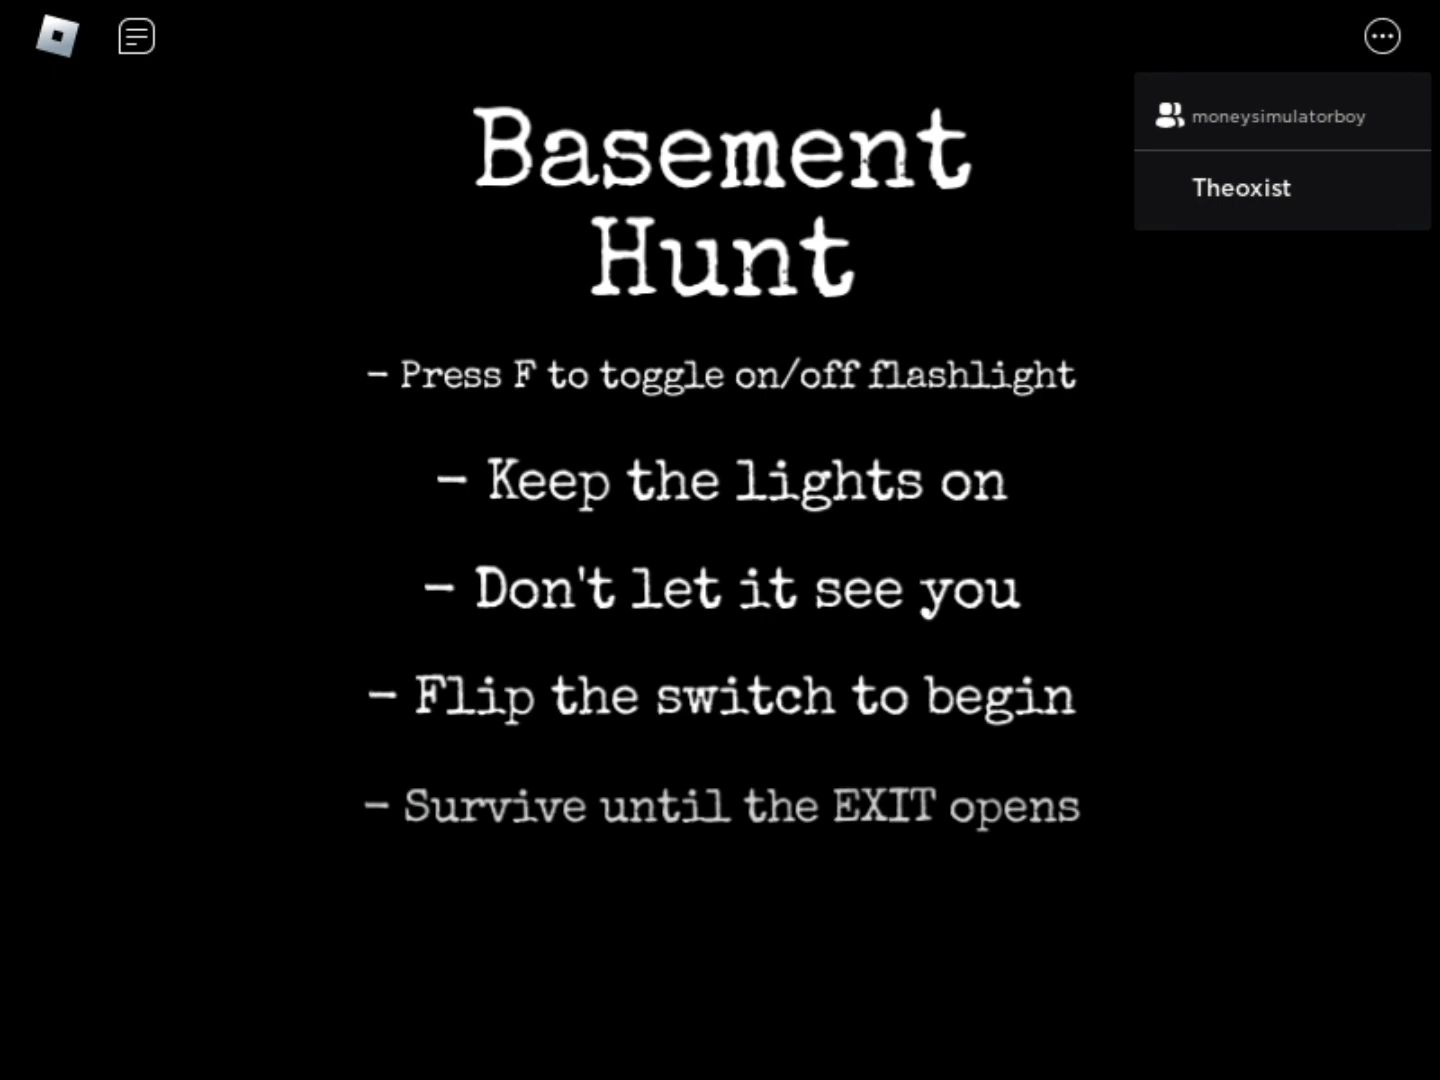 moneysimulatorboy
Theoxist
Basement
Hunt
- Press F to toggle on/off flashlight
- Keep the lights on
- Don't let it see you
- Flip the switch to begin
- Survive until the EXIT opens